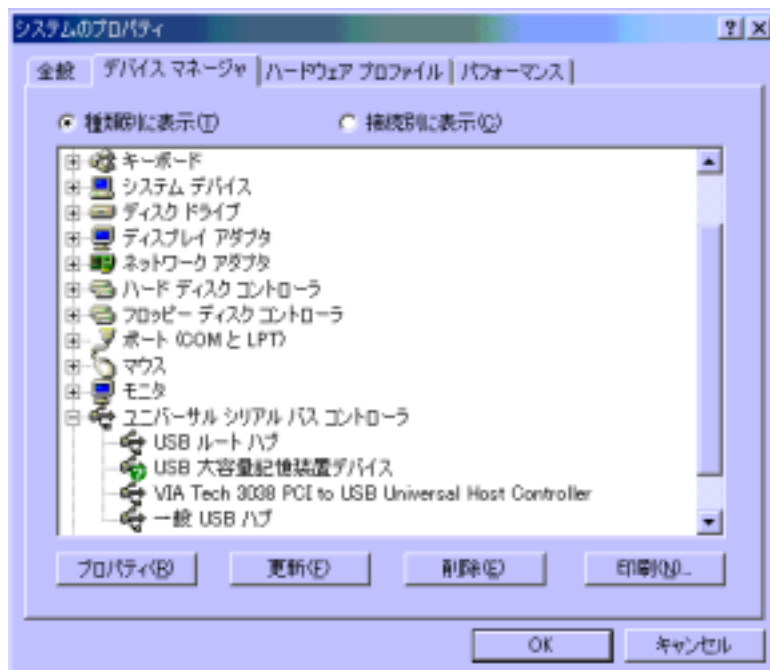 システムのプロパティ
全般 デバイス マネージャ ハードウェア プロファイル パフォーマンス
種類別に表示(T) 接続別に表示(C)
キーボード
システム デバイス
ディスク ドライブ
ディスプレイ アダプタ
ネットワーク アダプタ
ハード ディスク コントローラ
フロッピー ディスク コントローラ
ポート (COM と LPT)
マウス
モニタ
ユニバーサル シリアル バス コントローラ
USB ルート ハブ
USB 大容量記憶装置デバイス
VIA Tech 3038 PCI to USB Universal Host Controller
一般 USB ハブ
プロパティ(R) 更新(F) 削除(E) 印刷(N)...
OK キャンセル